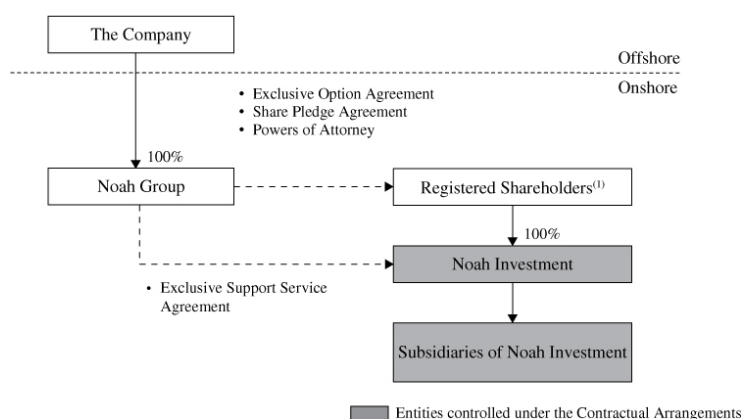 The Company
Offshore
Onshore
• Exclusive Option Agreement
• Share Pledge Agreement
• Powers of Attorney
100%
Noah Group
Registered Shareholders(1)
100%
Noah Investment
• Exclusive Support Service
Agreement
Subsidiaries of Noah Investment
Entities controlled under the Contractual Arrangements